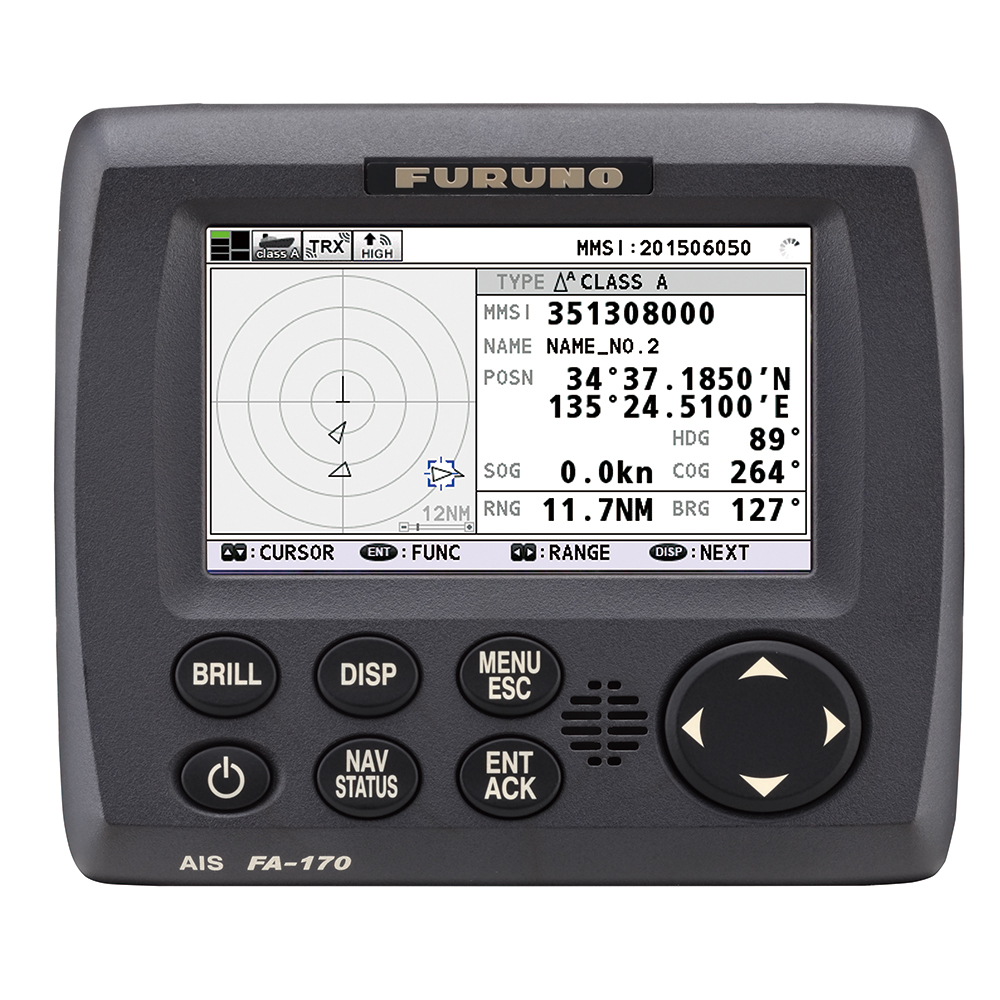 FURUNO
class A TRX HIGH MMSI:201506050
TYPE A CLASS A
MMSI 351308000
NAME NAME_NO.2
POSN 34°37.1850'N
135°24.5100'E
HDG 89°
SOG 0.0kn COG 264°
12NM RNG 11.7NM BRG 127°
:CURSOR ENT:FUNC :RANGE DISP:NEXT
BRILL DISP MENU ESC
NAV STATUS ENT ACK
AIS FA-170